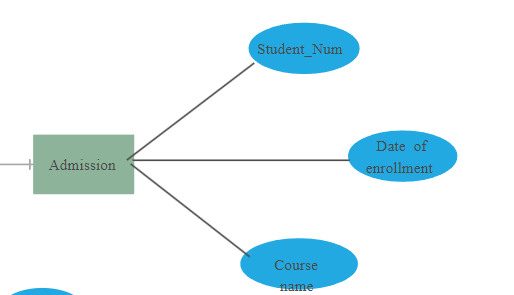 Student_Num
Date of
enrollment
Admission
Course
name